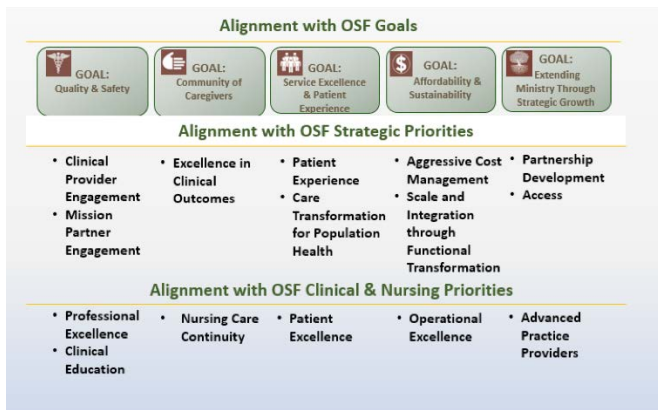 Alignment with OSF Goals
GOAL:
Quality & Safety
GOAL:
Community of
Caregivers
GOAL:
Service Excellence
& Patient
Experience
$
GOAL:
Affordability &
Sustainability
GOAL:
Extending
Ministry Through
Strategic Growth
Alignment with OSF Strategic Priorities
• Clinical
Provider
Engagement
• Mission
Partner
Engagement
• Excellence in
Clinical
Outcomes
• Patient
Experience
• Care
Transformation
for Population
Health
• Aggressive Cost
Management
• Scale and
Integration
through
Functional
Transformation
• Partnership
Development
• Access
Alignment with OSF Clinical & Nursing Priorities
• Professional
Excellence
• Clinical
Education
• Nursing Care
Continuity
• Patient
Excellence
• Operational
Excellence
• Advanced
Practice
Providers